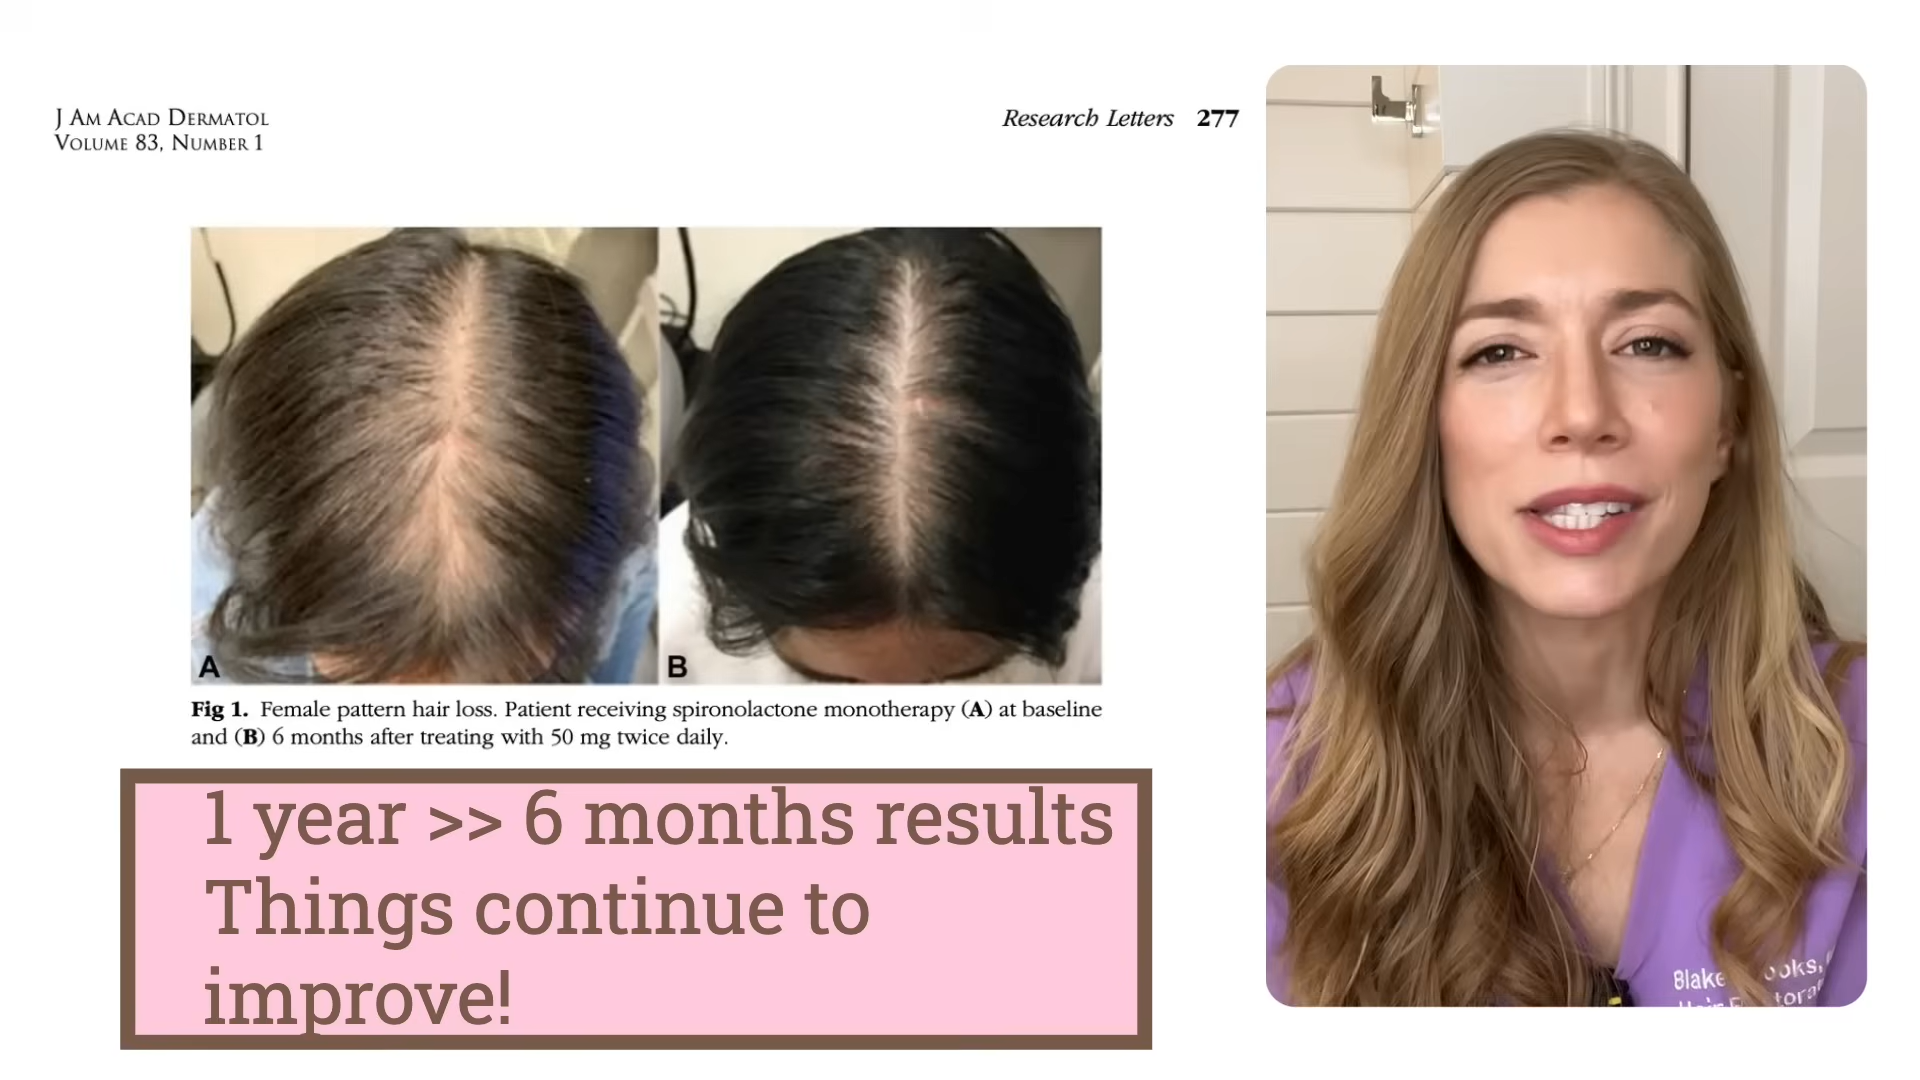 J Am Acad Dermatol
Volume 83, Number 1
Research Letters 277
A
B
Fig 1. Female pattern hair loss. Patient receiving spironolactone monotherapy (A) at baseline
and (B) 6 months after treating with 50 mg twice daily.
1 year >> 6 months results
Things continue to
improve!